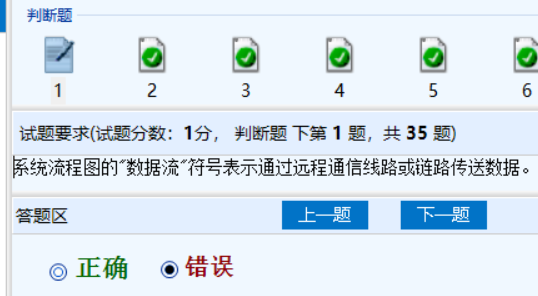 判断题
1 2 3 4 5 6
试题要求(试题分数：1分， 判断题 下第 1 题，共 35 题)
系统流程图的"数据流"符号表示通过远程通信线路或链路传送数据。
答题区 上一题 下一题
正确 错误